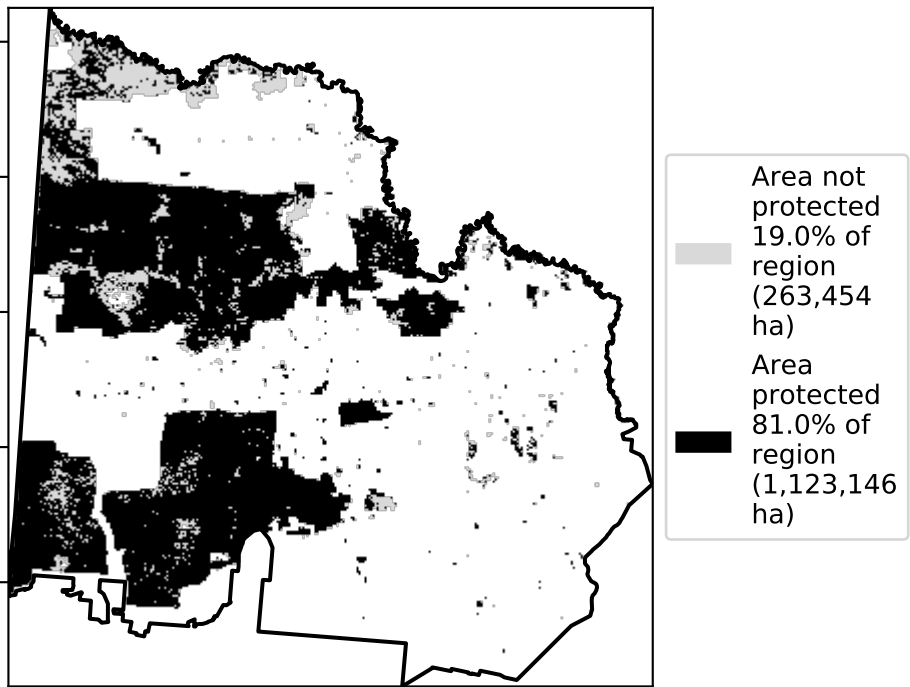 Area not
protected
19.0% of
region
(263,454
ha)
Area
protected
81.0% of
region
(1,123,146
ha)